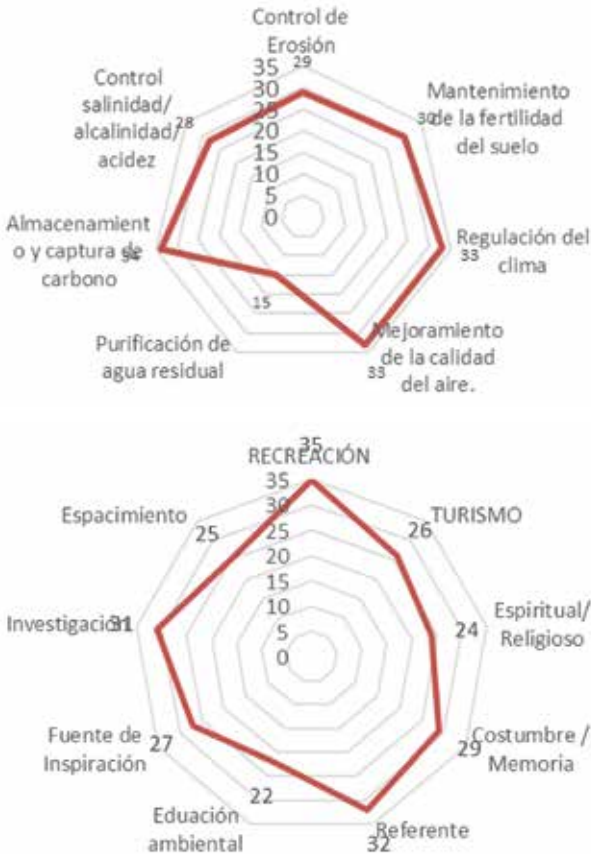 Control de
Erosión
29
35
30
25
20
15
10
5
0
Mantenimiento
de la fertilidad
del suelo
30
Regulación del
clima
33
Mejoramiento
de la calidad
del aire.
33
Purificación de
agua residual
15
Almacenamient
o y captura de
carbono
34
Control
salinidad/
alcalinidad/
acidez
28
35
RECREACIÓN
35
30
25
20
15
10
5
0
TURISMO
26
Espiritual/
Religioso
24
Costumbre /
Memoria
29
Referente
32
Eduación
ambiental
22
Fuente de
Inspiración
27
Investigación
31
Espacimiento
25